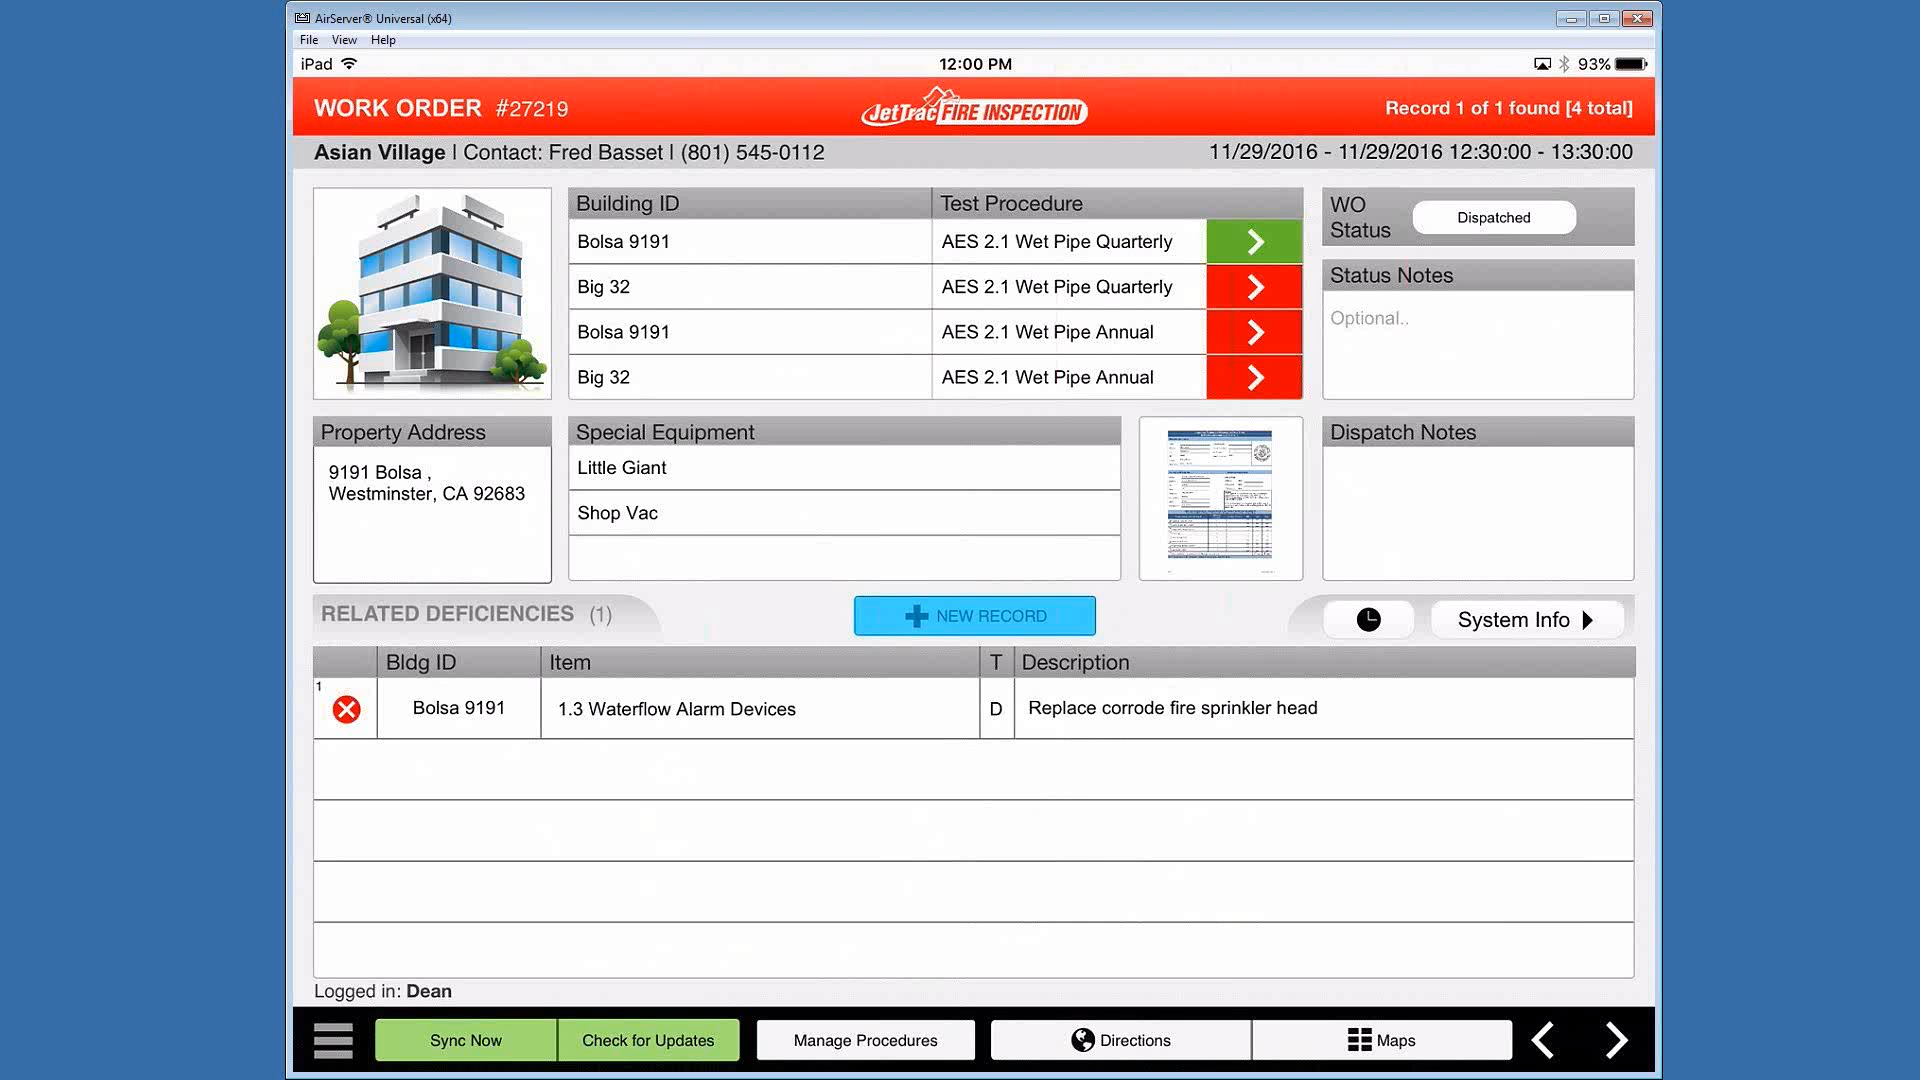 AirServer® Universal (x64)
File View Help
iPad 12:00 PM 93%
WORK ORDER #27219
JetTrac FIRE INSPECTION
Record 1 of 1 found [4 total]
Asian Village | Contact: Fred Basset | (801) 545-0112
11/29/2016 - 11/29/2016 12:30:00 - 13:30:00
Building ID Test Procedure
Bolsa 9191 AES 2.1 Wet Pipe Quarterly
Big 32 AES 2.1 Wet Pipe Quarterly
Bolsa 9191 AES 2.1 Wet Pipe Annual
Big 32 AES 2.1 Wet Pipe Annual
WO
Status
Dispatched
Status Notes
Optional..
Property Address
9191 Bolsa ,
Westminster, CA 92683
Special Equipment
Little Giant
Shop Vac
Dispatch Notes
RELATED DEFICIENCIES (1)
NEW RECORD
System Info
Bldg ID Item T Description
1
Bolsa 9191 1.3 Waterflow Alarm Devices D Replace corrode fire sprinkler head
Logged in: Dean
Sync Now Check for Updates Manage Procedures Directions Maps